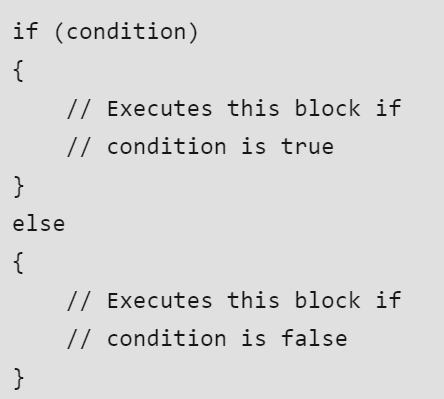 if (condition)
{
    // Executes this block if
    // condition is true
}
else
{
    // Executes this block if
    // condition is false
}